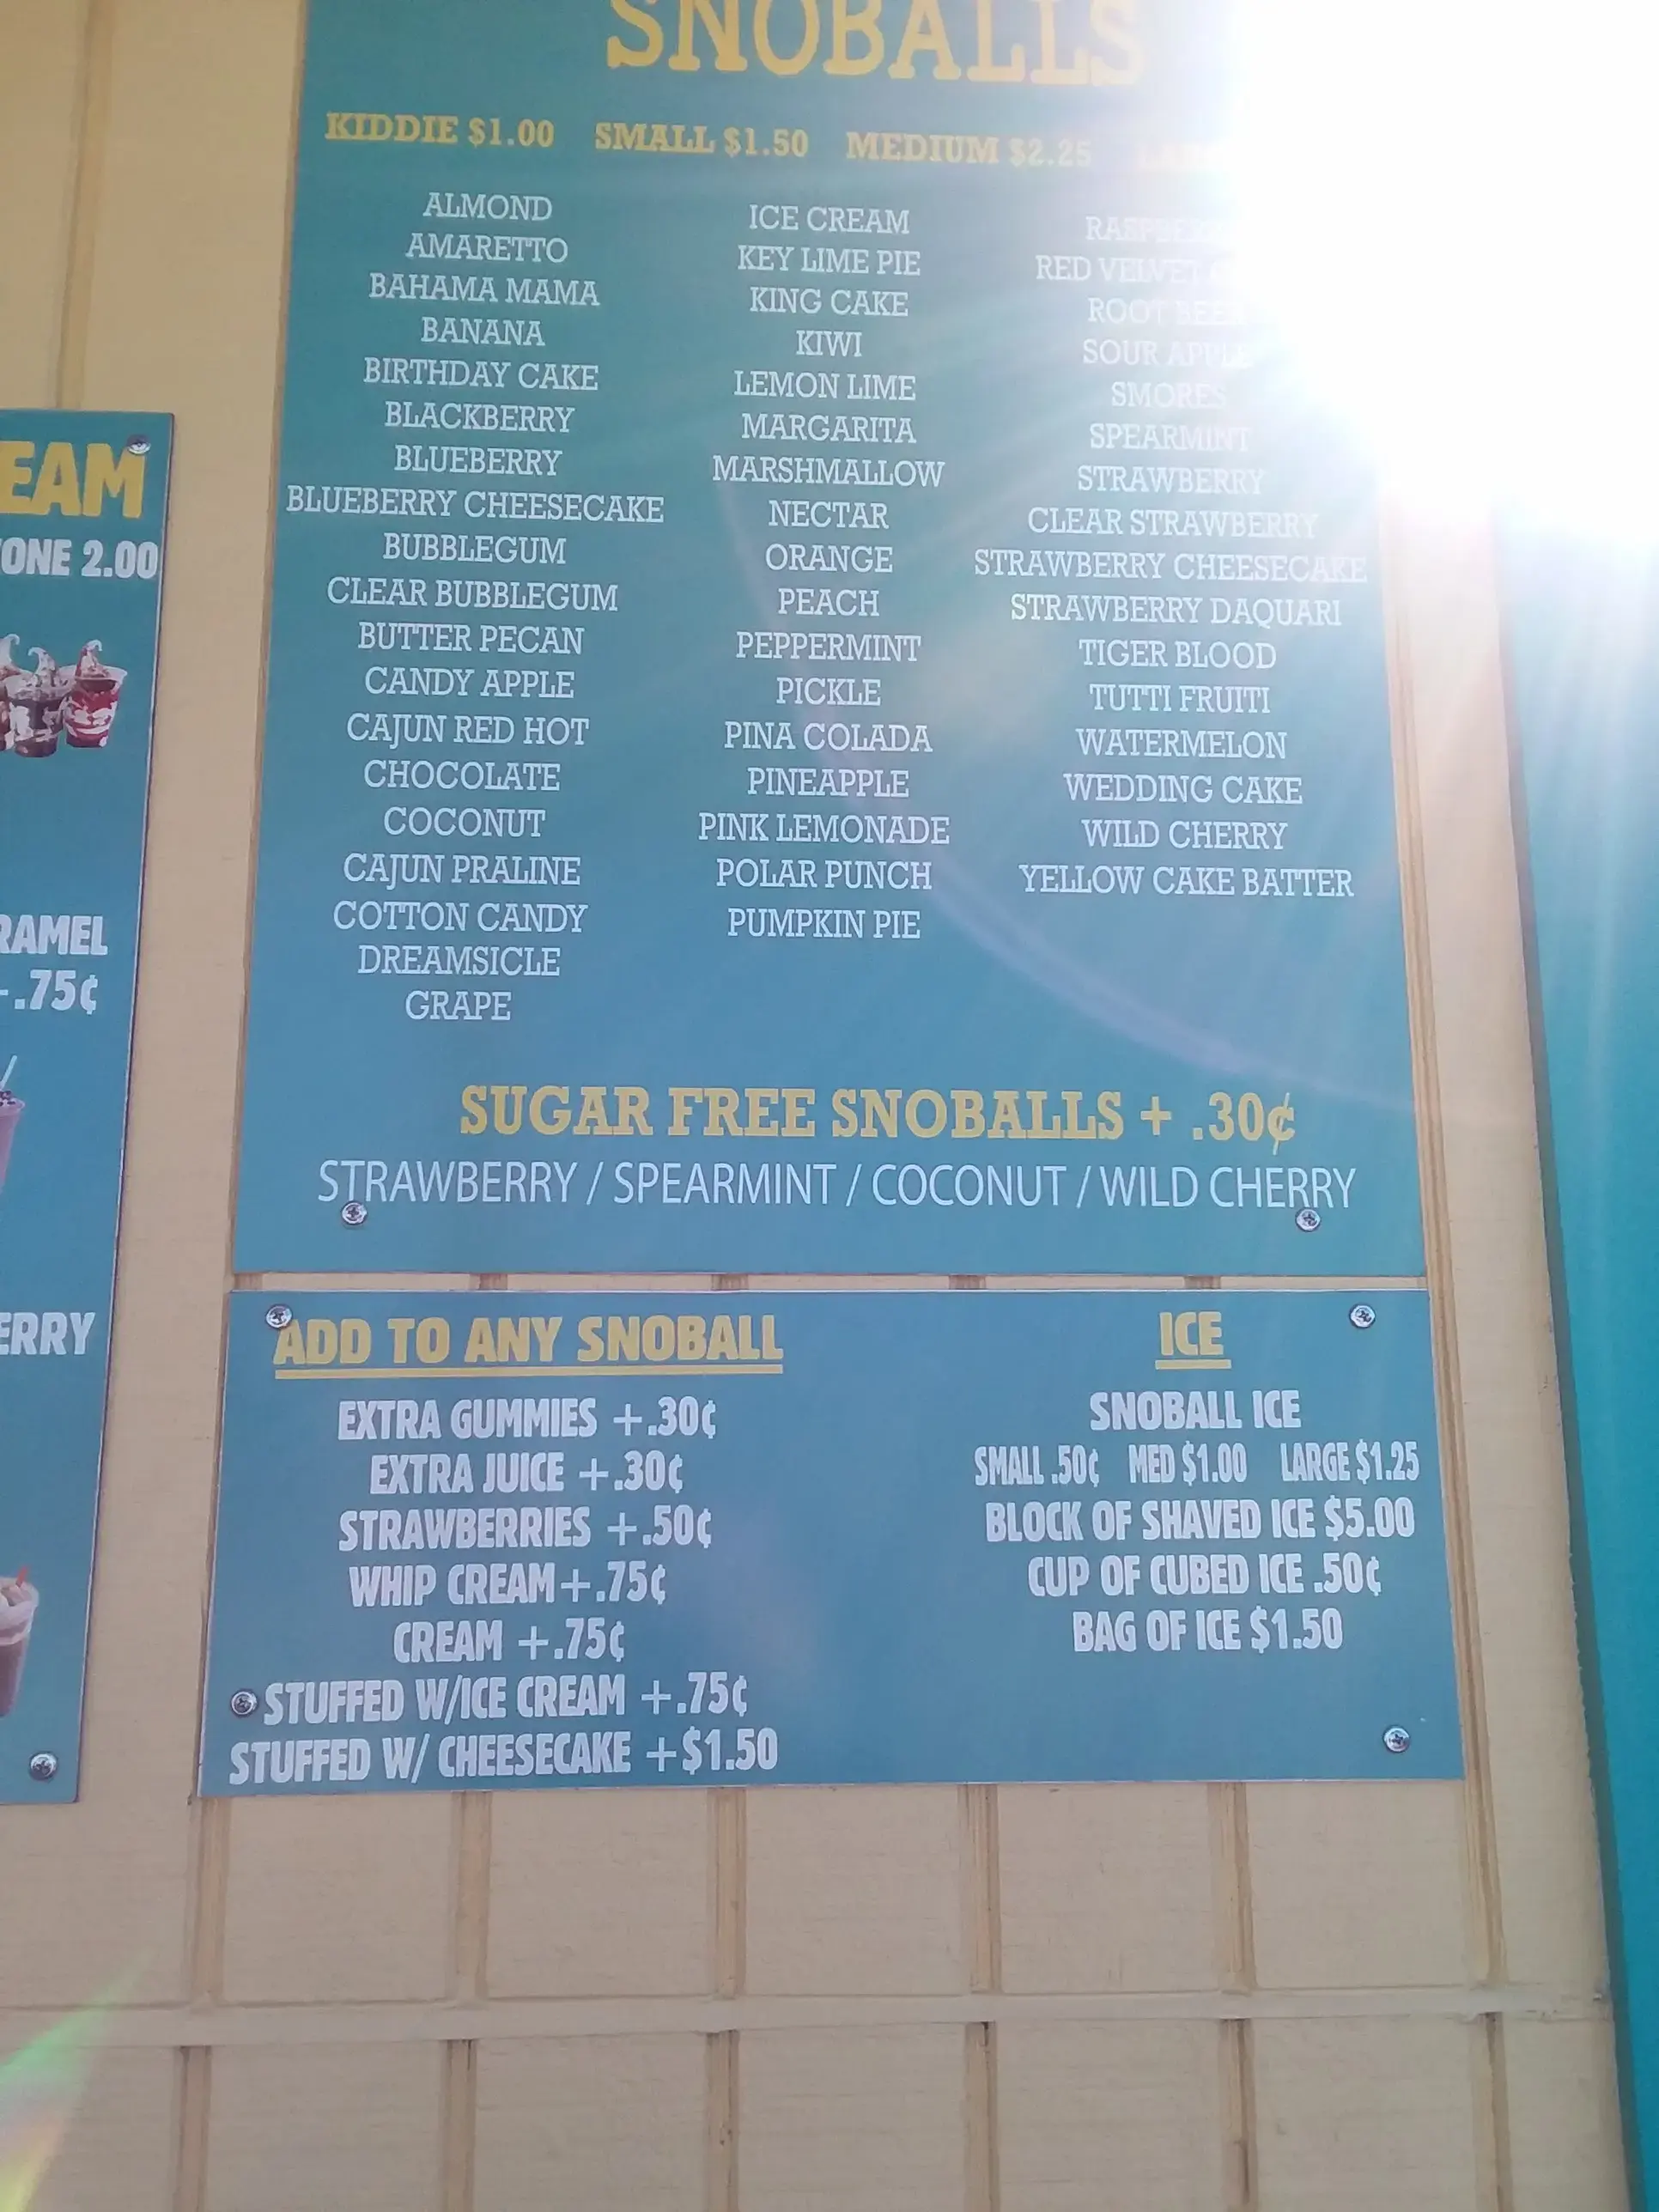 EAM
ONE 2.00
RAMEL
.75¢
ERRY
SNOBALLS
KIDDIE $1.00 SMALL $1.50 MEDIUM $2.25
ALMOND
AMARETTO
BAHAMA MAMA
BANANA
BIRTHDAY CAKE
BLACKBERRY
BLUEBERRY
BLUEBERRY CHEESECAKE
BUBBLEGUM
CLEAR BUBBLEGUM
BUTTER PECAN
CANDY APPLE
CAJUN RED HOT
CHOCOLATE
COCONUT
CAJUN PRALINE
COTTON CANDY
DREAMSICLE
GRAPE
ICE CREAM
KEY LIME PIE
KING CAKE
KIWI
LEMON LIME
MARGARITA
MARSHMALLOW
NECTAR
ORANGE
PEACH
PEPPERMINT
PICKLE
PINA COLADA
PINEAPPLE
PINK LEMONADE
POLAR PUNCH
PUMPKIN PIE
RED VELVET
ROOT BEER
SOUR APPLE
SMORES
SPEARMINT
STRAWBERRY
CLEAR STRAWBERRY
STRAWBERRY CHEESECAKE
STRAWBERRY DAQUARI
TIGER BLOOD
TUTTI FRUITI
WATERMELON
WEDDING CAKE
WILD CHERRY
YELLOW CAKE BATTER
SUGAR FREE SNOBALLS + .30¢
STRAWBERRY / SPEARMINT / COCONUT / WILD CHERRY
ADD TO ANY SNOBALL
EXTRA GUMMIES +.30¢
EXTRA JUICE +.30¢
STRAWBERRIES +.50¢
WHIP CREAM+.75¢
CREAM +.75¢
STUFFED W/ICE CREAM +.75¢
STUFFED W/ CHEESECAKE +$1.50
ICE
SNOBALL ICE
SMALL .50¢ MED $1.00 LARGE $1.25
BLOCK OF SHAVED ICE $5.00
CUP OF CUBED ICE .50¢
BAG OF ICE $1.50